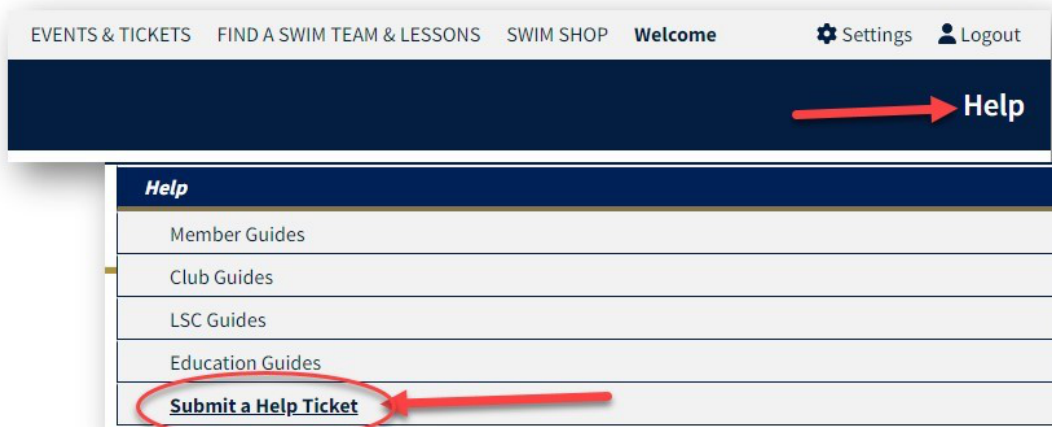 EVENTS & TICKETS FIND A SWIM TEAM & LESSONS SWIM SHOP Welcome Settings Logout
Help
Help
Member Guides
Club Guides
LSC Guides
Education Guides
Submit a Help Ticket